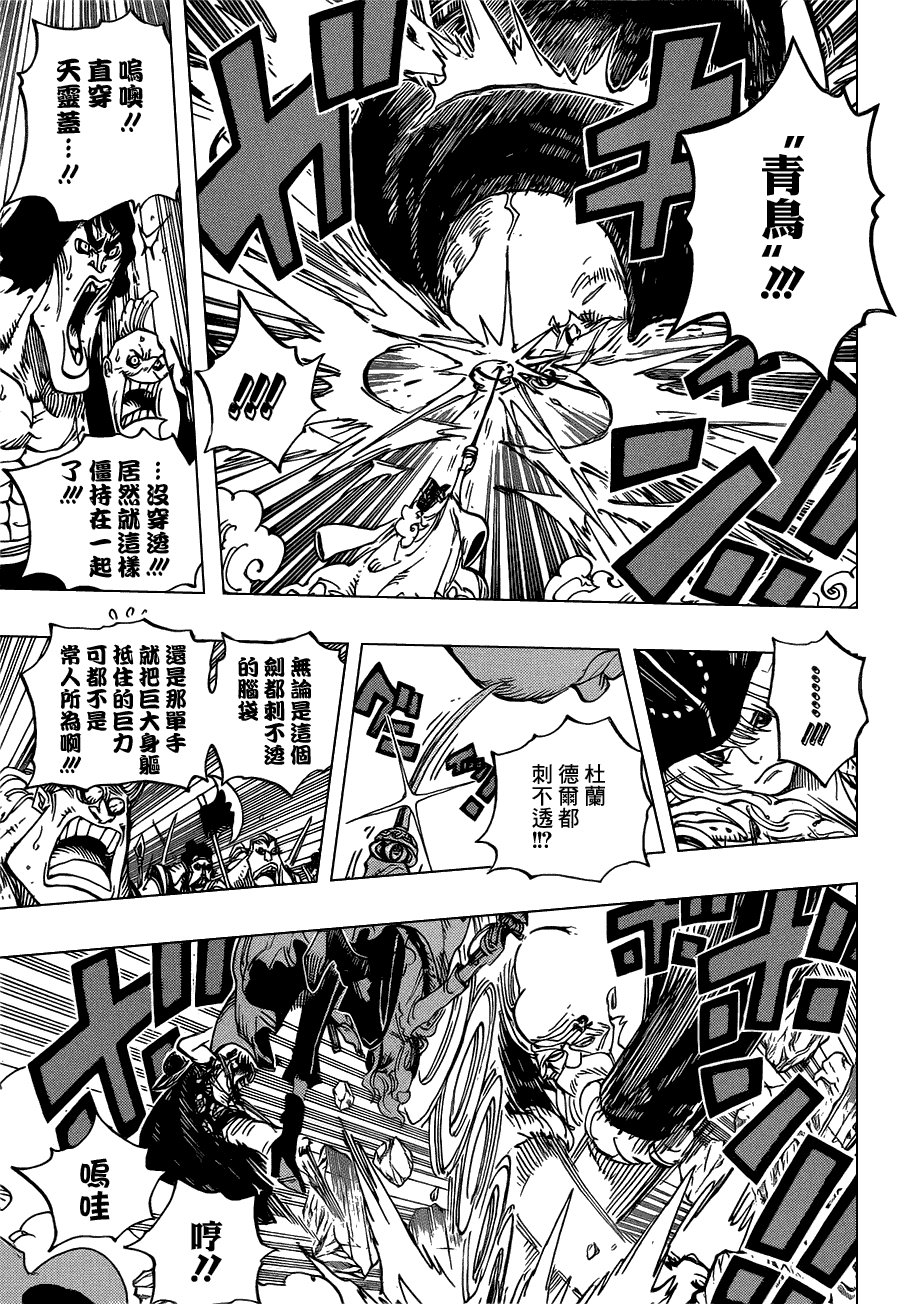 “青鳥”!!!
ギィン!!!
!!!!
嗚噢!!
直穿
天靈蓋…!!
…沒穿透!!!
居然就這樣
僵持在一起
了!!!
……!!
杜蘭
德爾都
刺不透!!?
無論是這個
劍都刺不透
的腦袋
還是那單手
就把巨大身軀
抵住的巨力
可都不是
常人所為啊!!!
哼!!
嗚哇